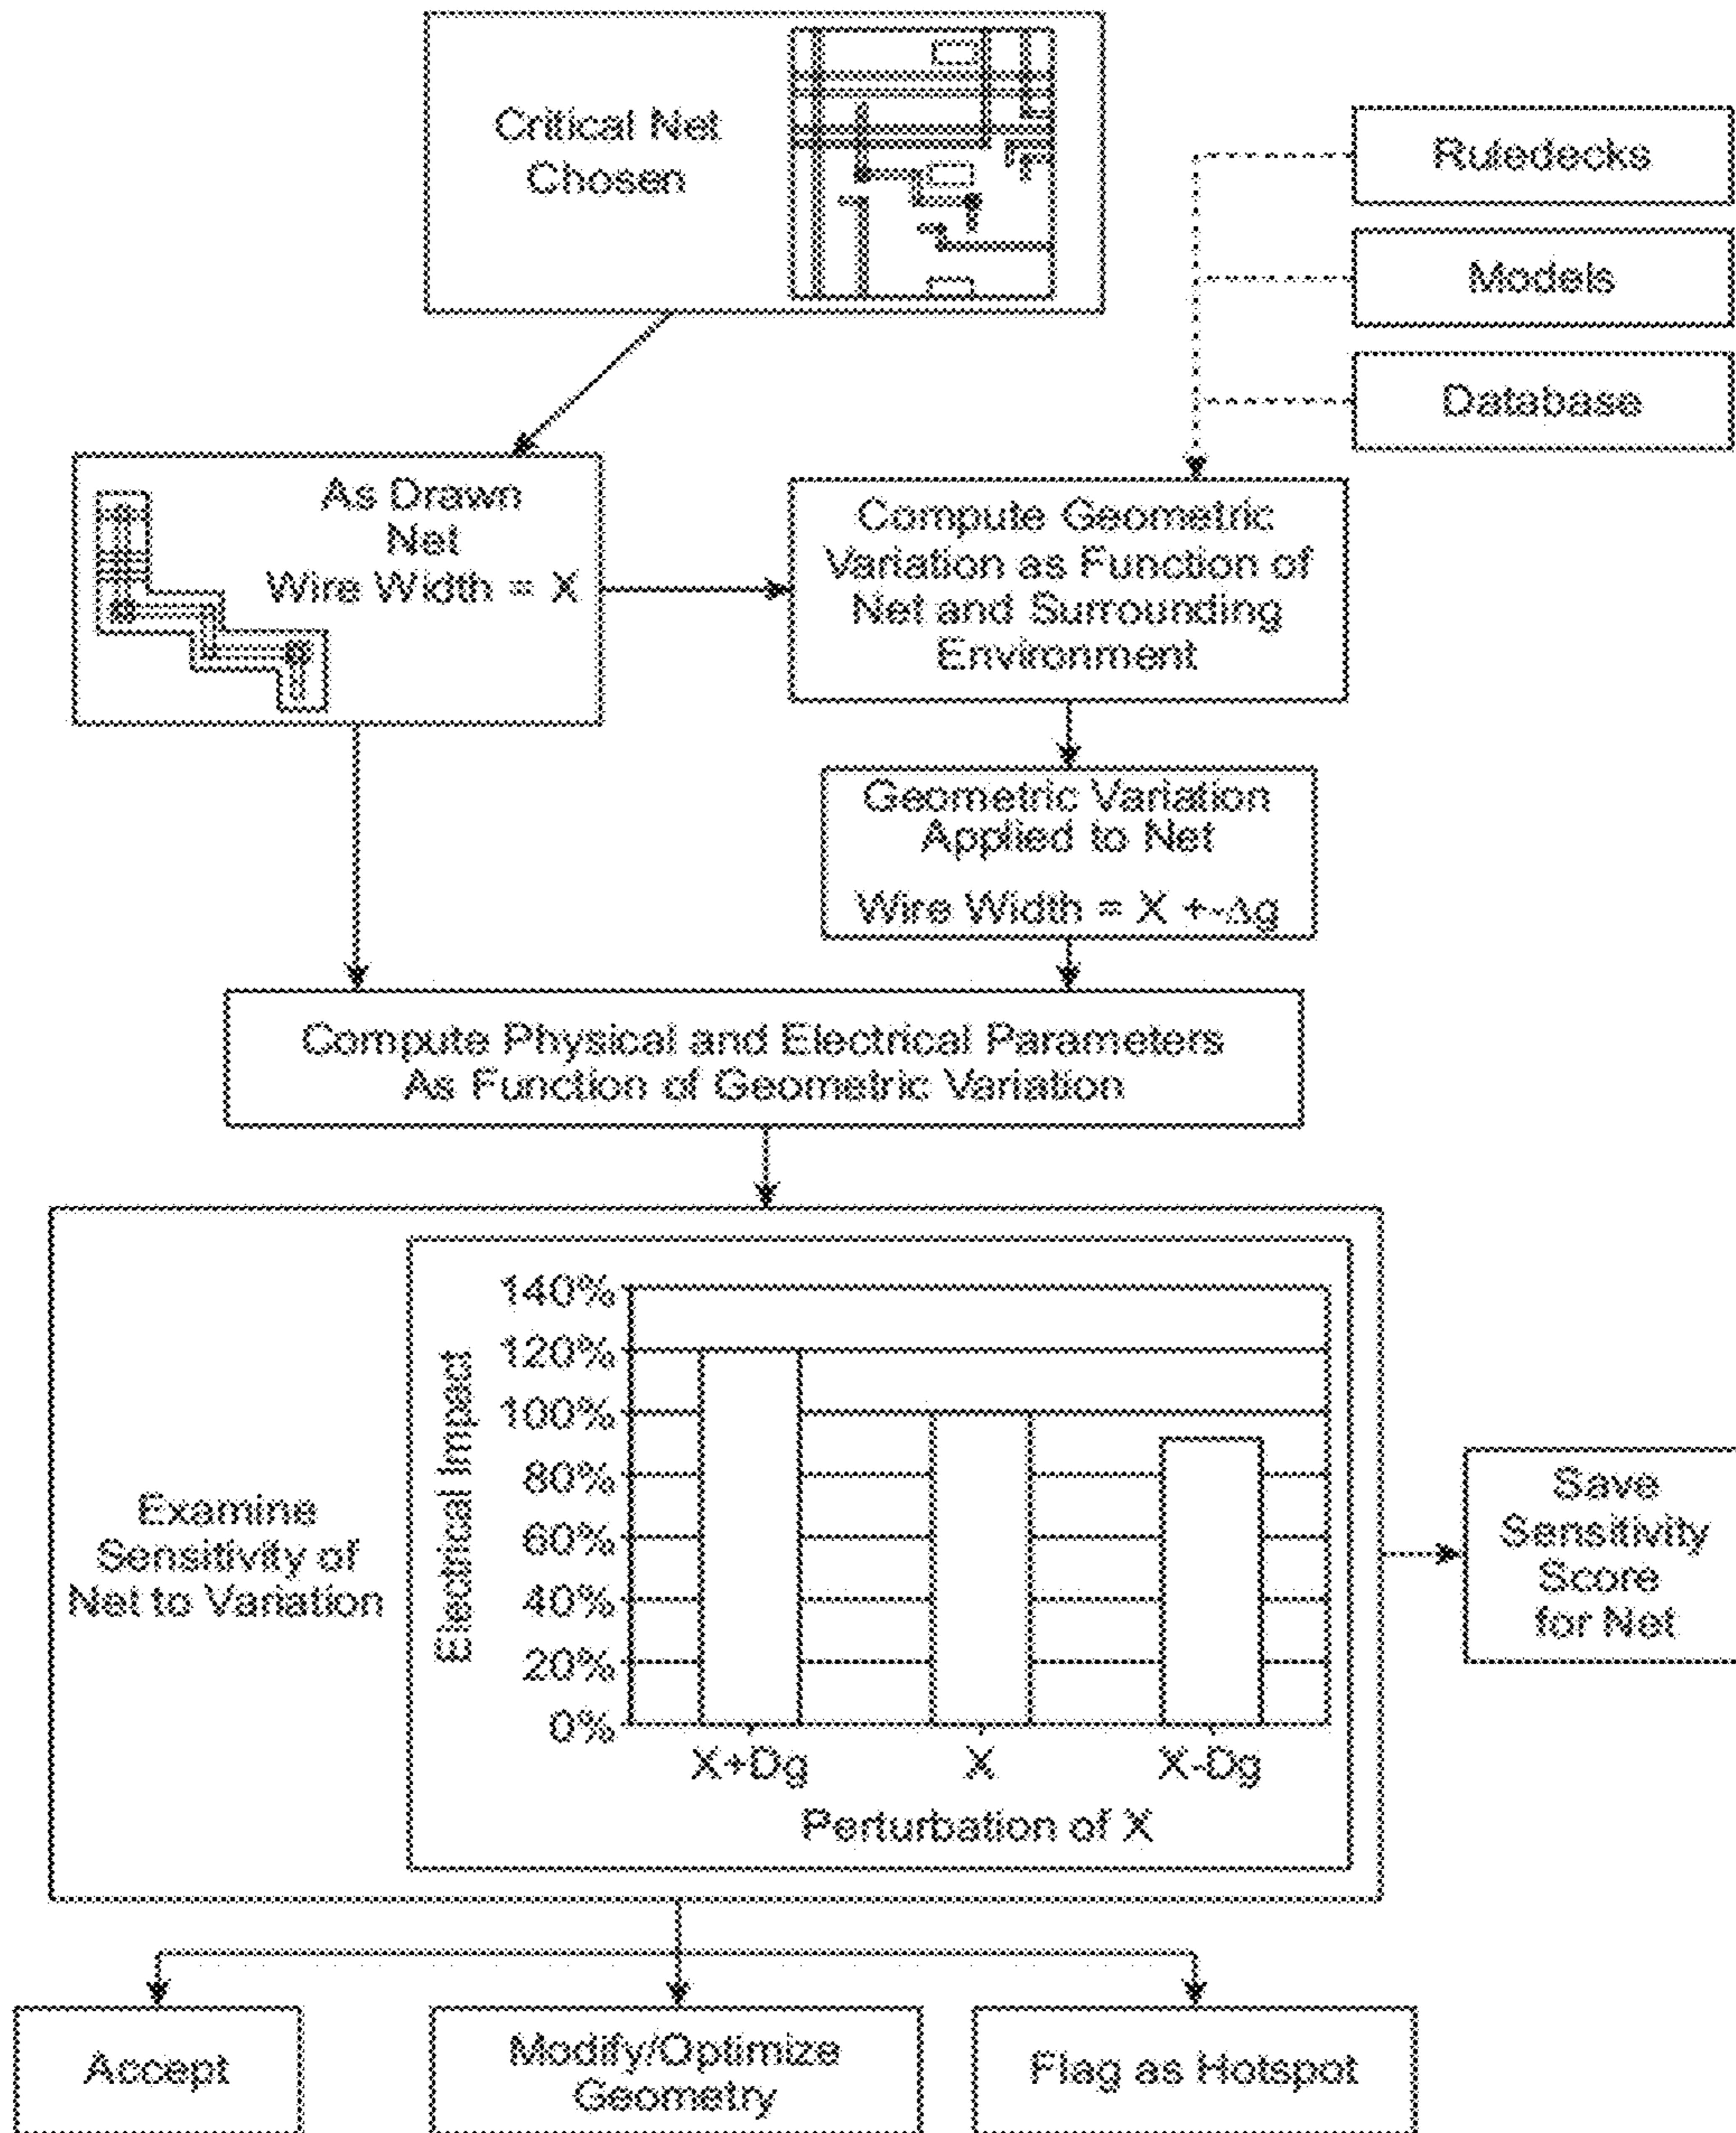 Critical Net
Chosen
Ruledecks
Models
Database
As Drawn
Net
Wire Width = X
Compute Geometric
Variation as Function of
Net and Surrounding
Environment
Geometric Variation
Applied to Net
Wire Width = X +-Δg
Compute Physical and Electrical Parameters
As Function of Geometric Variation
Examine
Sensitivity of
Net to Variation
Electrical Impact
140%
120%
100%
80%
60%
40%
20%
0%
X+Dg
X
X-Dg
Perturbation of X
Save
Sensitivity
Score
for Net
Accept
Modify/Optimize
Geometry
Flag as Hotspot